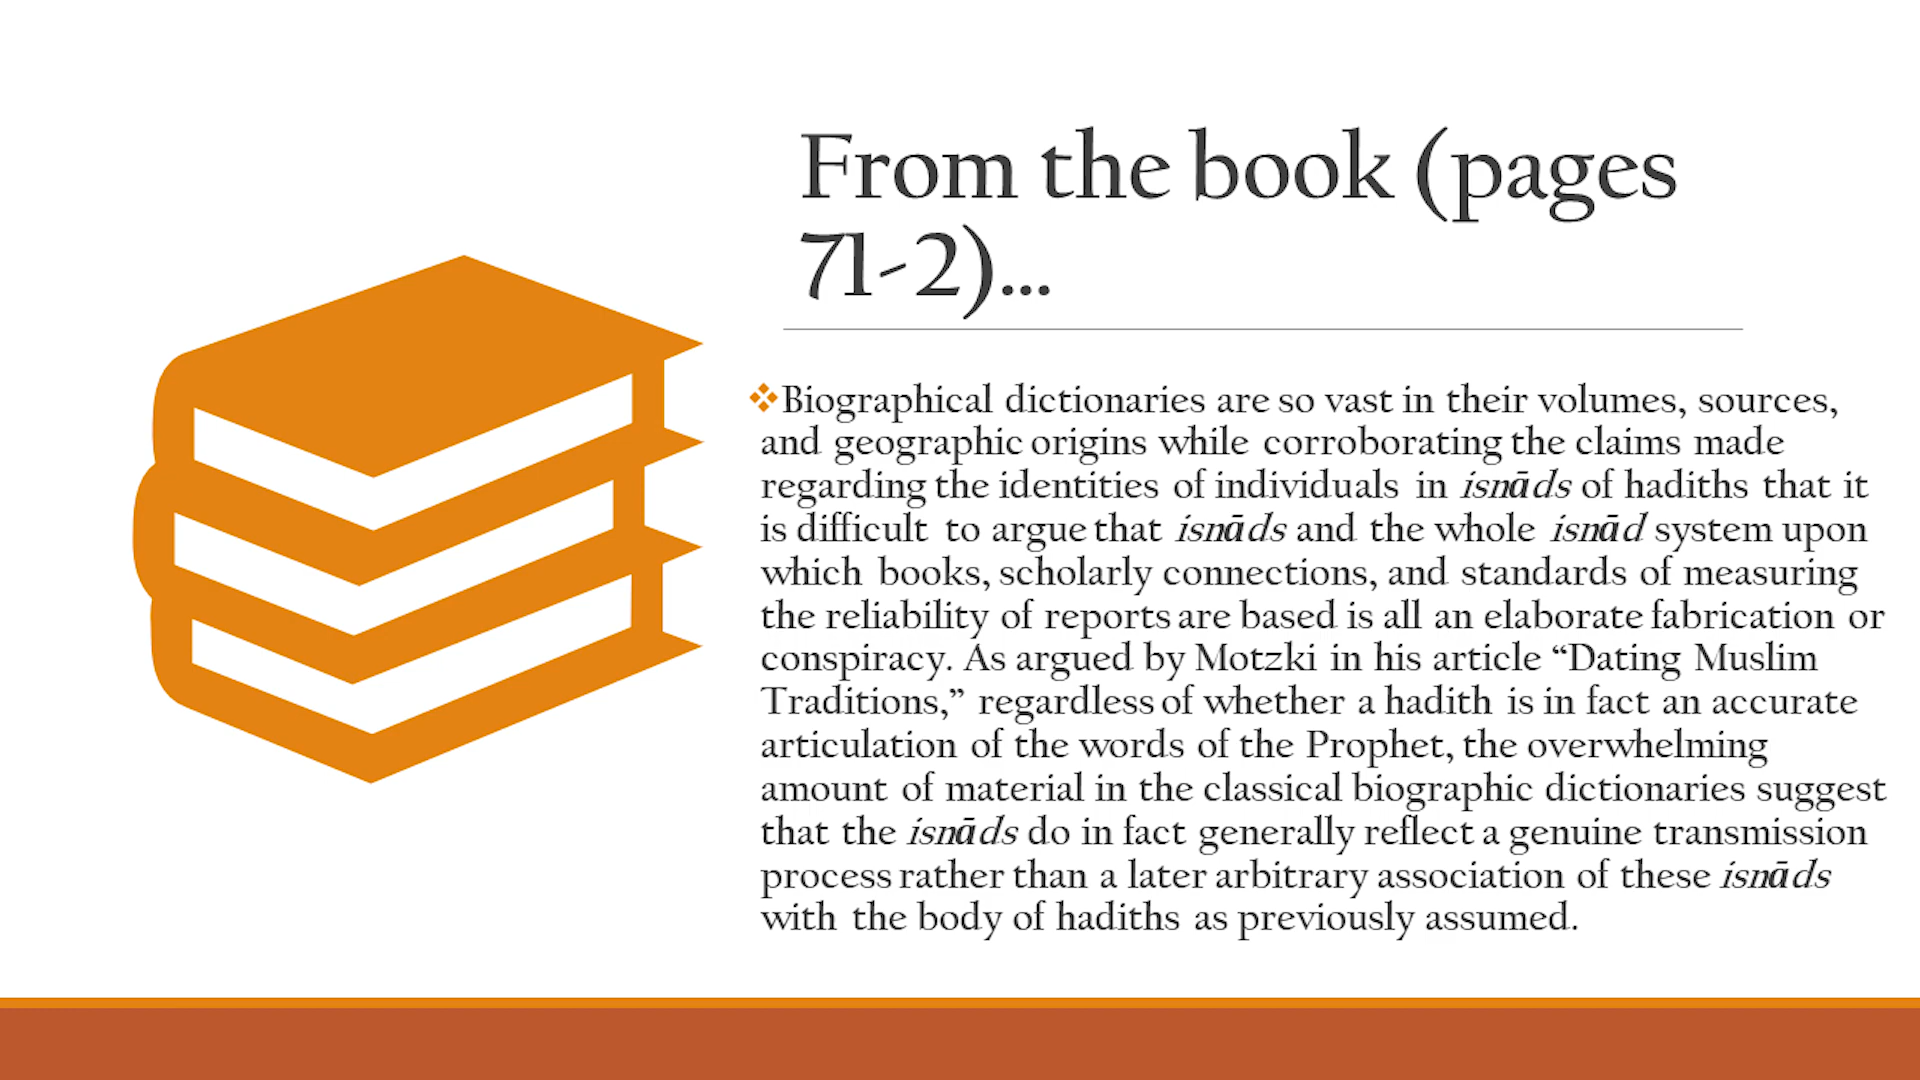 From the book (pages
71-2)...
Biographical dictionaries are so vast in their volumes, sources,
and geographic origins while corroborating the claims made
regarding the identities of individuals in isnāds of hadiths that it
is difficult to argue that isnāds and the whole isnād system upon
which books, scholarly connections, and standards of measuring
the reliability of reports are based is all an elaborate fabrication or
conspiracy. As argued by Motzki in his article “Dating Muslim
Traditions,” regardless of whether a hadith is in fact an accurate
articulation of the words of the Prophet, the overwhelming
amount of material in the classical biographic dictionaries suggest
that the isnāds do in fact generally reflect a genuine transmission
process rather than a later arbitrary association of these isnāds
with the body of hadiths as previously assumed.